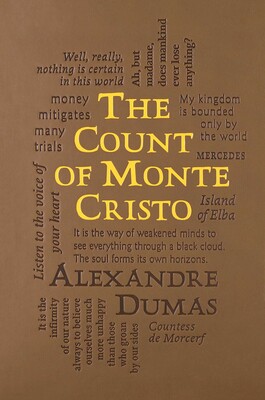 Well, really,
nothing is certain
in this world
Ah, but
madame,
does mankind
ever lose
anything?
money
mitigates
many
trials
THE
COUNT
OF MONTE
CRISTO
My kingdom
is bounded
only by
the world
MERCEDES
Listen to the voice of
your heart
Island
of Elba
It is the way of weakened minds to
see everything through a black cloud.
The soul forms its own horizons.
ALEXANDRE
DUMAS
It is the
infirmity
of our nature
always to believe
ourselves much
more unhappy
than those
who groan
by our sides
Countess
de Morcerf